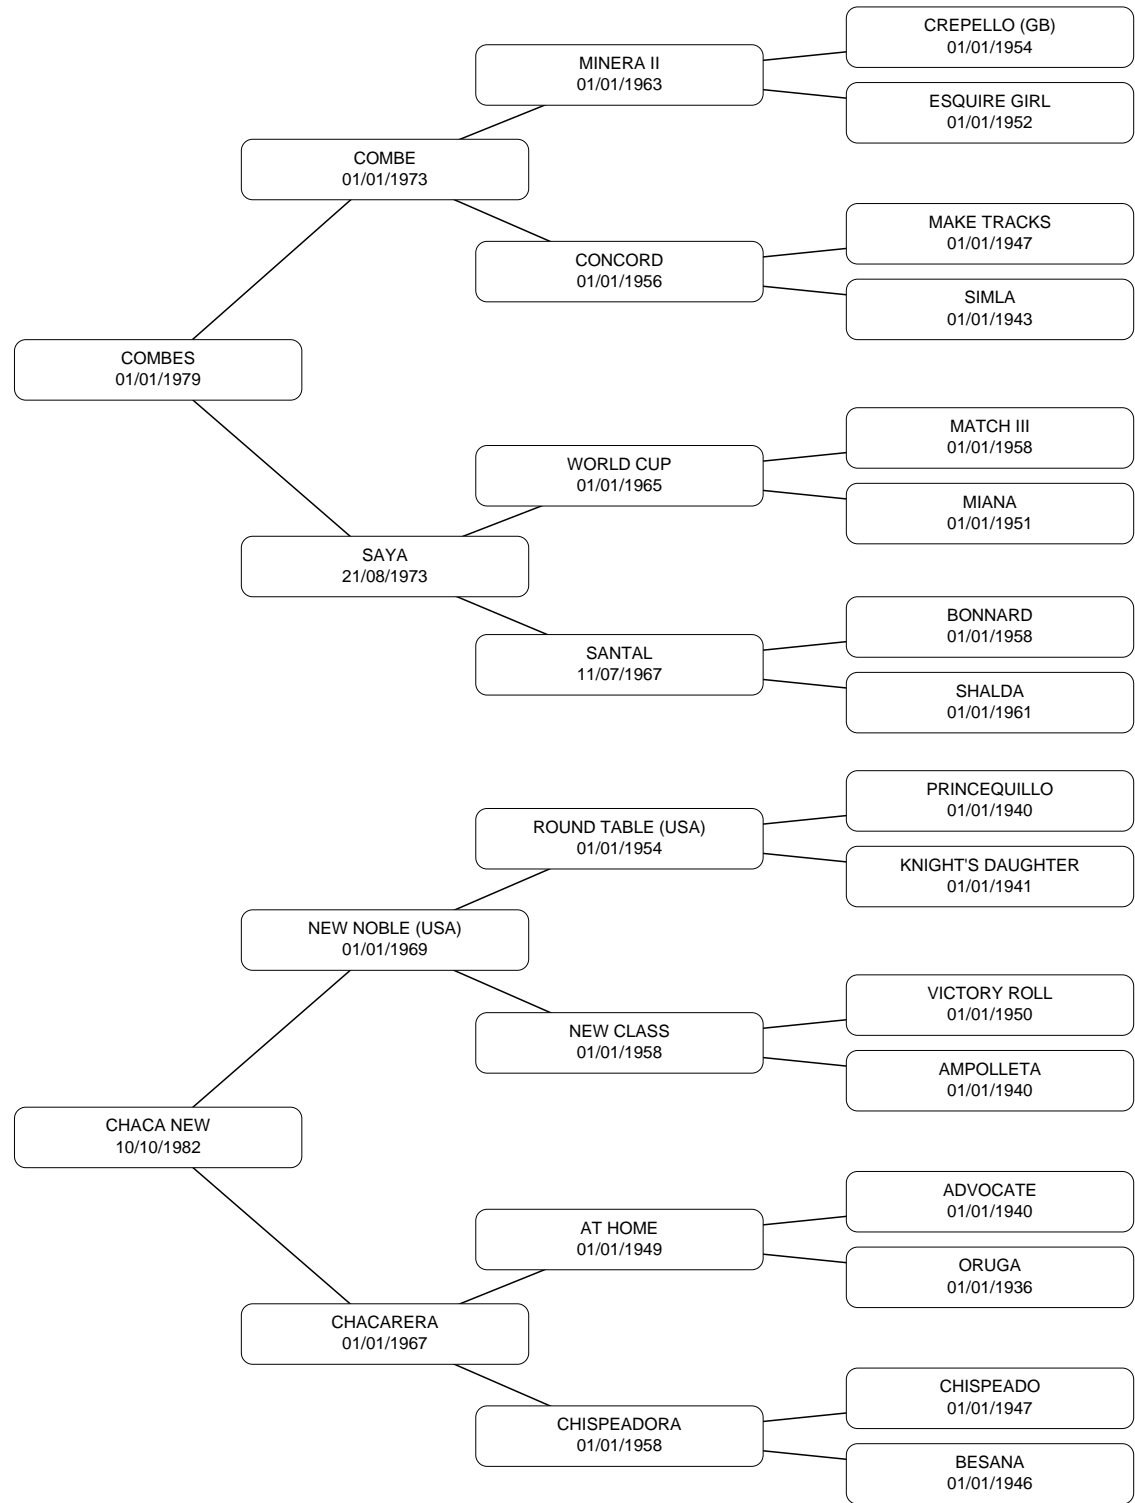 CREPELLO (GB)
01/01/1954
MINERA II
01/01/1963
ESQUIRE GIRL
01/01/1952
COMBE
01/01/1973
MAKE TRACKS
01/01/1947
CONCORD
01/01/1956
SIMLA
01/01/1943
COMBES
01/01/1979
MATCH III
01/01/1958
WORLD CUP
01/01/1965
MIANA
01/01/1951
SAYA
21/08/1973
BONNARD
01/01/1958
SANTAL
11/07/1967
SHALDA
01/01/1961
PRINCEQUILLO
01/01/1940
ROUND TABLE (USA)
01/01/1954
KNIGHT'S DAUGHTER
01/01/1941
NEW NOBLE (USA)
01/01/1969
VICTORY ROLL
01/01/1950
NEW CLASS
01/01/1958
AMPOLLETA
01/01/1940
CHACA NEW
10/10/1982
ADVOCATE
01/01/1940
AT HOME
01/01/1949
ORUGA
01/01/1936
CHACARERA
01/01/1967
CHISPEADO
01/01/1947
CHISPEADORA
01/01/1958
BESANA
01/01/1946